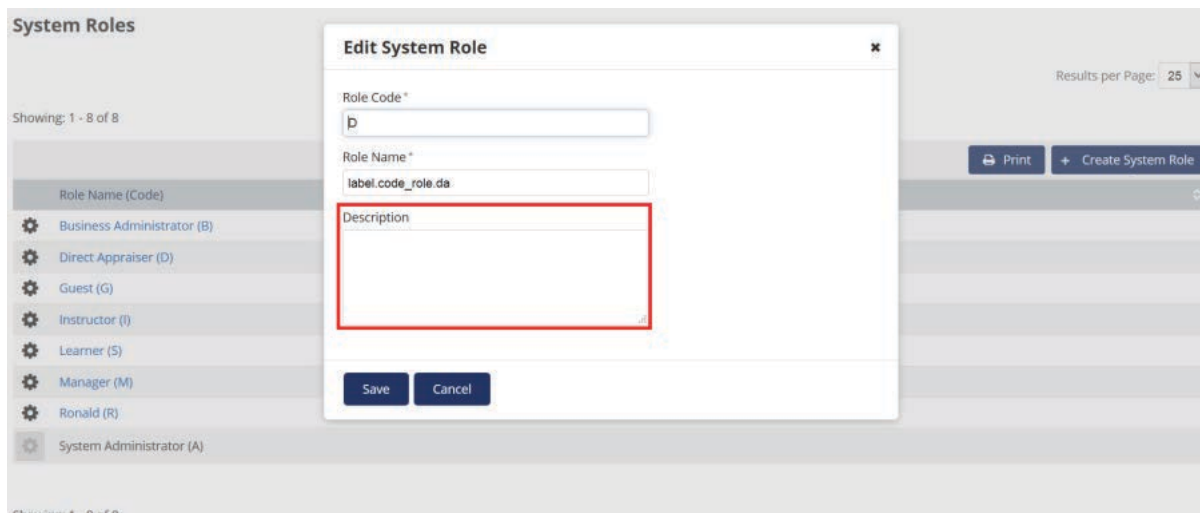 System Roles
Edit System Role
Results per Page: 25
Role Code*
Showing: 1 - 8 of 8
D
Role Name*
Print
+ Create System Role
label.code_role.da
Role Name (Code)
Description
Business Administrator (B)
Direct Appraiser (D)
Guest (G)
Instructor (I)
Learner (S)
Manager (M)
Save
Cancel
Ronald (R)
System Administrator (A)